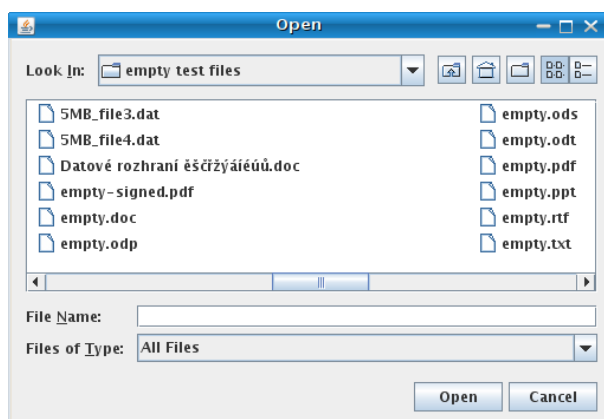 Open
Look In: empty test files
5MB_file3.dat
5MB_file4.dat
Datové rozhraní ěščřžýáíéúů.doc
empty-signed.pdf
empty.doc
empty.odp
empty.ods
empty.odt
empty.pdf
empty.ppt
empty.rtf
empty.txt
File Name:
Files of Type: All Files
Open Cancel